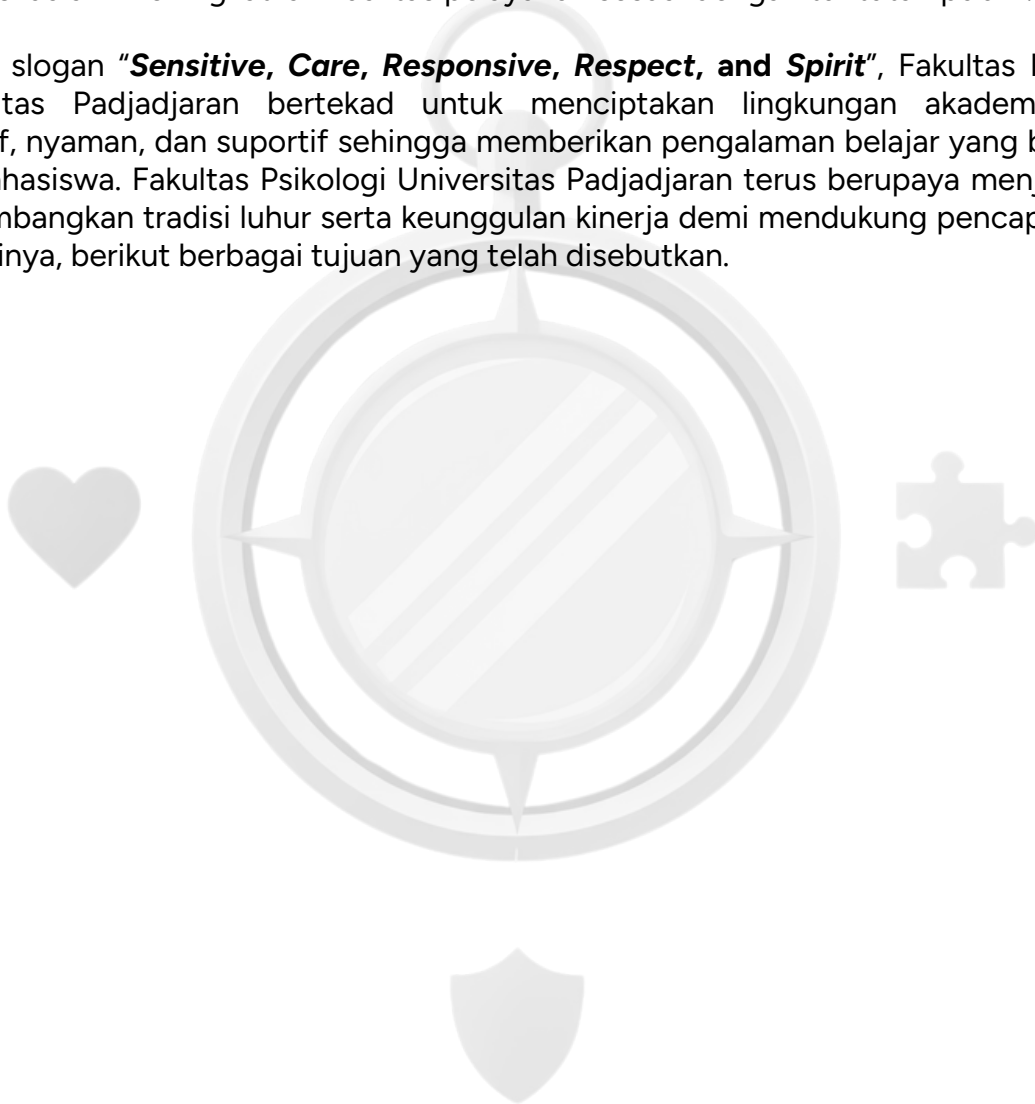 slogan “Sensitive, Care, Responsive, Respect, and Spirit”, Fakultas
tas Padjadjaran bertekad untuk menciptakan lingkungan akadem
f, nyaman, dan suportif sehingga memberikan pengalaman belajar yang b
hasiswa. Fakultas Psikologi Universitas Padjadjaran terus berupaya menj
mbangkan tradisi luhur serta keunggulan kinerja demi mendukung pencap
inya, berikut berbagai tujuan yang telah disebutkan.